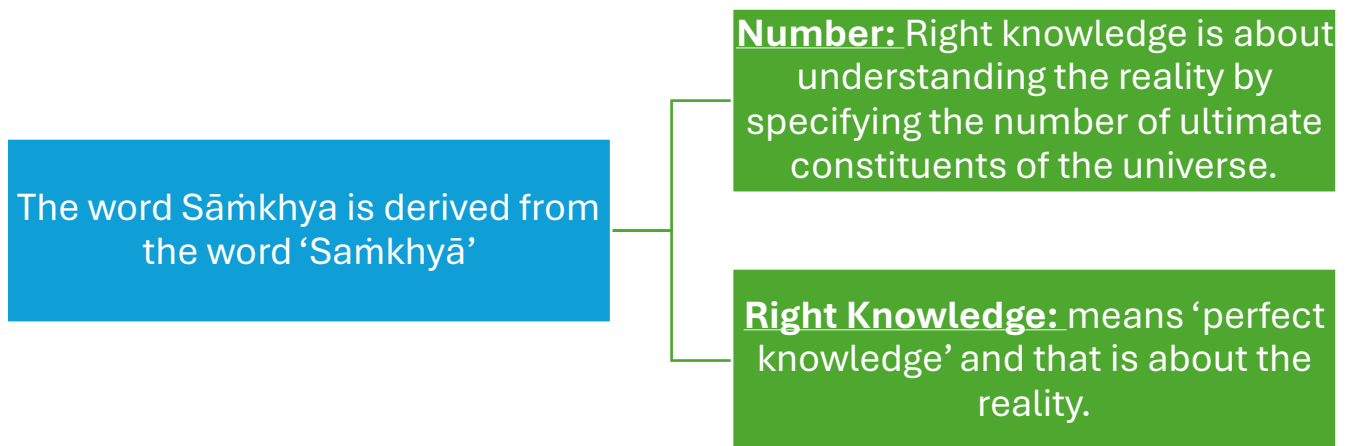 The word Sāṁkhya is derived from
the word ‘Saṁkhyā’
Number: Right knowledge is about
understanding the reality by
specifying the number of ultimate
constituents of the universe.
Right Knowledge: means ‘perfect
knowledge’ and that is about the
reality.